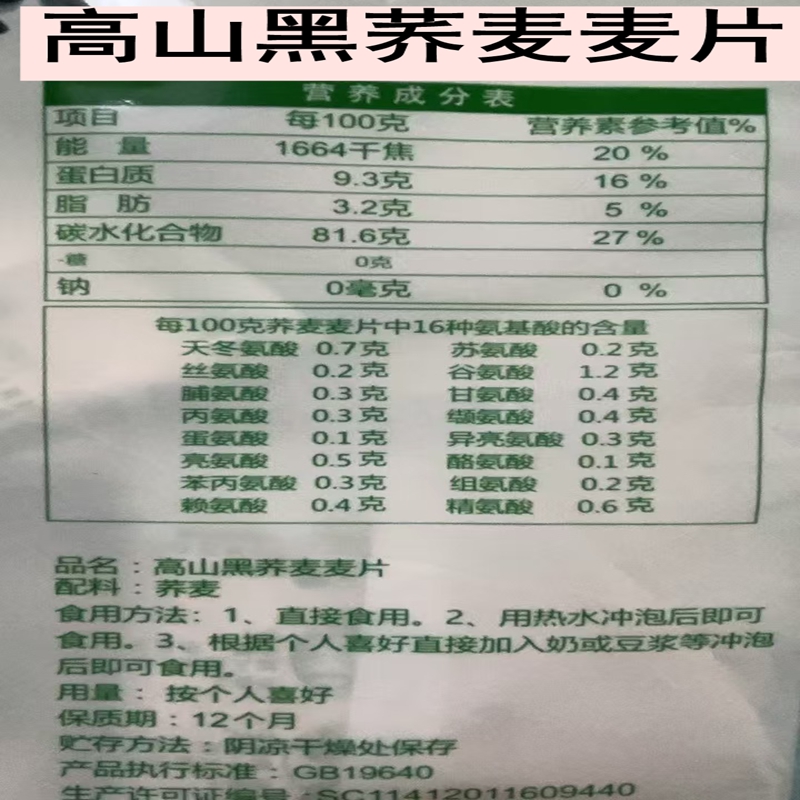 高山黑荞麦麦片
营养成分表
项目 每100克 营养素参考值%
能 量 1664千焦 20 %
蛋白质 9.3克 16 %
脂 肪 3.2克 5 %
碳水化合物 81.6克 27 %
-糖 0克
钠 0毫克 0 %
每100克荞麦麦片中16种氨基酸的含量
天冬氨酸 0.7克 苏氨酸 0.2克
丝氨酸 0.2克 谷氨酸 1.2克
脯氨酸 0.3克 甘氨酸 0.4克
丙氨酸 0.3克 缬氨酸 0.4克
蛋氨酸 0.1克 异亮氨酸 0.3克
亮氨酸 0.5克 酪氨酸 0.1克
苯丙氨酸 0.3克 组氨酸 0.2克
赖氨酸 0.4克 精氨酸 0.6克
品名：高山黑荞麦麦片
配料：荞麦
食用方法：1、直接食用。2、用热水冲泡后即可
食用。3、根据个人喜好直接加入奶或豆浆等冲泡
后即可食用。
用量：按个人喜好
保质期：12个月
贮存方法：阴凉干燥处保存
产品执行标准：GB19640
生产许可证编号：SC11412011609440